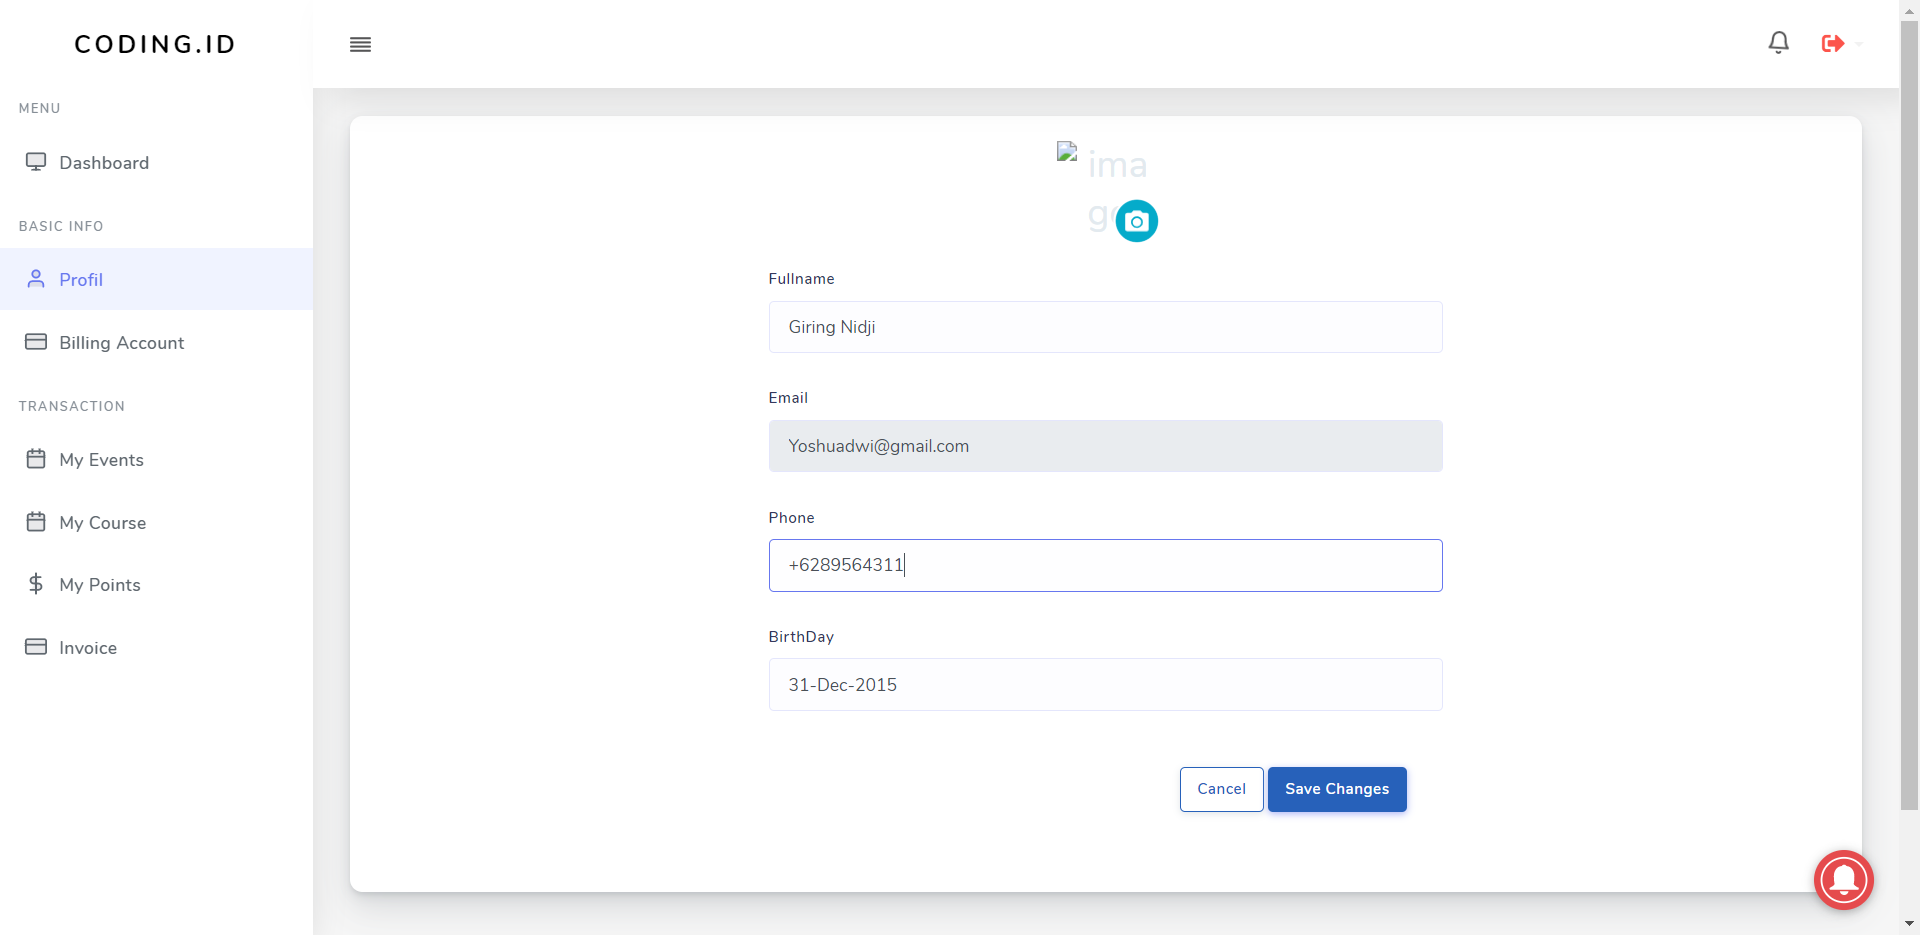 CODING.ID
MENU
Dashboard
BASIC INFO
Profil
Billing Account
TRANSACTION
My Events
My Course
My Points
Invoice
ima
ge
Fullname
Giring Nidji
Email
Yoshuadwi@gmail.com
Phone
+6289564311
BirthDay
31-Dec-2015
Cancel
Save Changes